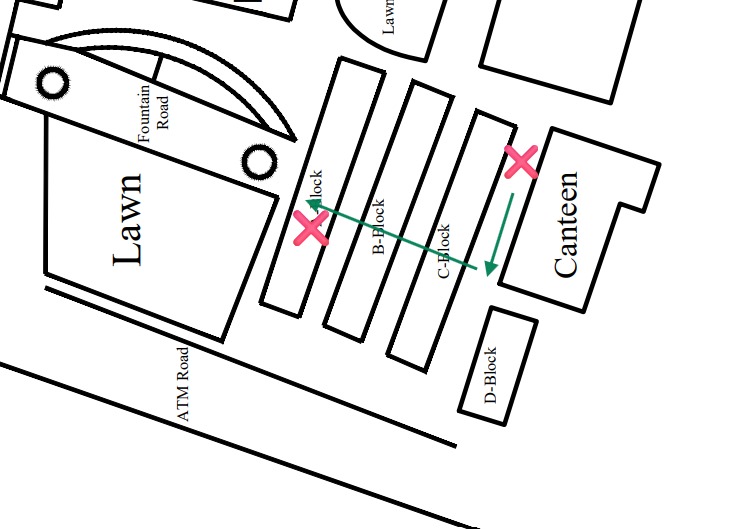 Lawn
Fountain
Road
Lawn
lock
B-Block
C-Block
Canteen
D-Block
ATM Road